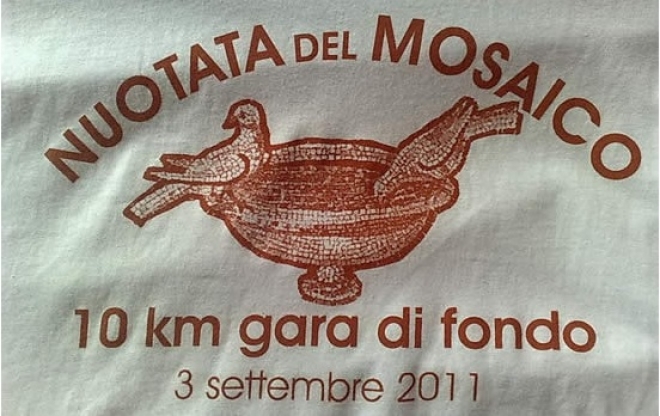 NUOTATA DEL MOSAICO
10 km gara di fondo
3 settembre 2011